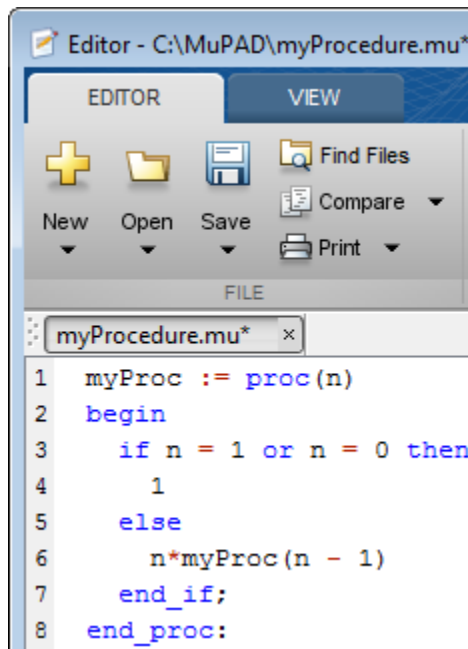 Editor - C:\MuPAD\myProcedure.mu*
EDITOR VIEW
New Open Save
Find Files
Compare
Print
FILE
myProcedure.mu* ×
1 myProc := proc(n)
2 begin
3 if n = 1 or n = 0 then
4 1
5 else
6 n*myProc(n - 1)
7 end_if;
8 end_proc: